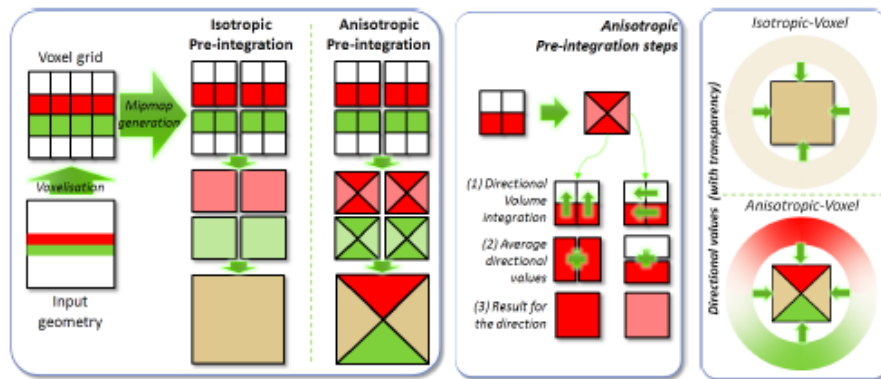 Isotropic
Pre-integration
Anisotropic
Pre-integration
Voxel grid
Mipmap
generation
Voxelisation
Input
geometry
Anisotropic
Pre-integration steps
(1) Directional
Volume
integration
(2) Average
directional
values
(3) Result for
the direction
Directional values (with transparency)
Isotropic-Voxel
Anisotropic-Voxel